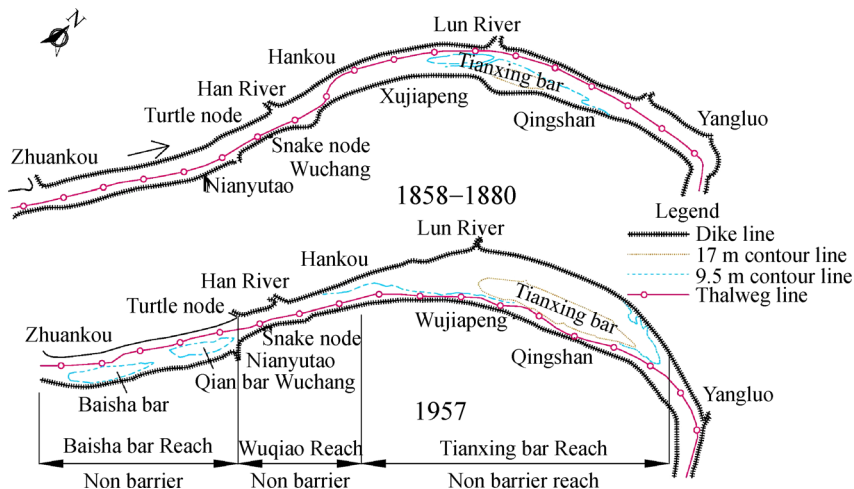 N
Lun River
Hankou
Tianxing bar
Han River
Xujiapeng
Turtle node
Yangluo
Qingshan
Zhuankou
Snake node
Wuchang
Nianyutao
1858–1880
Legend
Dike line
17 m contour line
9.5 m contour line
Thalweg line
Lun River
Hankou
Han River
Tianxing bar
Turtle node
Zhuankou
Wujiapeng
Snake node
Nianyutao
Qingshan
Qian bar Wuchang
Yangluo
Baisha bar
1957
Baisha bar Reach
Wuqiao Reach
Tianxing bar Reach
Non barrier
Non barrier
Non barrier reach